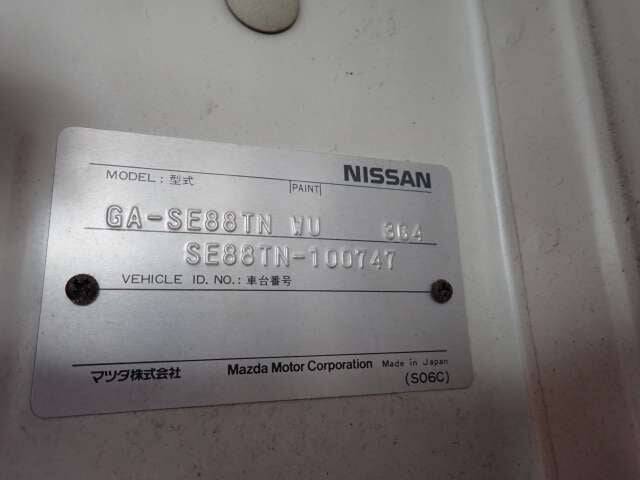 NISSAN
MODEL : 型式 PAINT
GA-SE88TN WU 3G4
SE88TN-100747
VEHICLE ID. NO. : 車台番号
マツダ株式会社 Mazda Motor Corporation Made in Japan
(S06C)